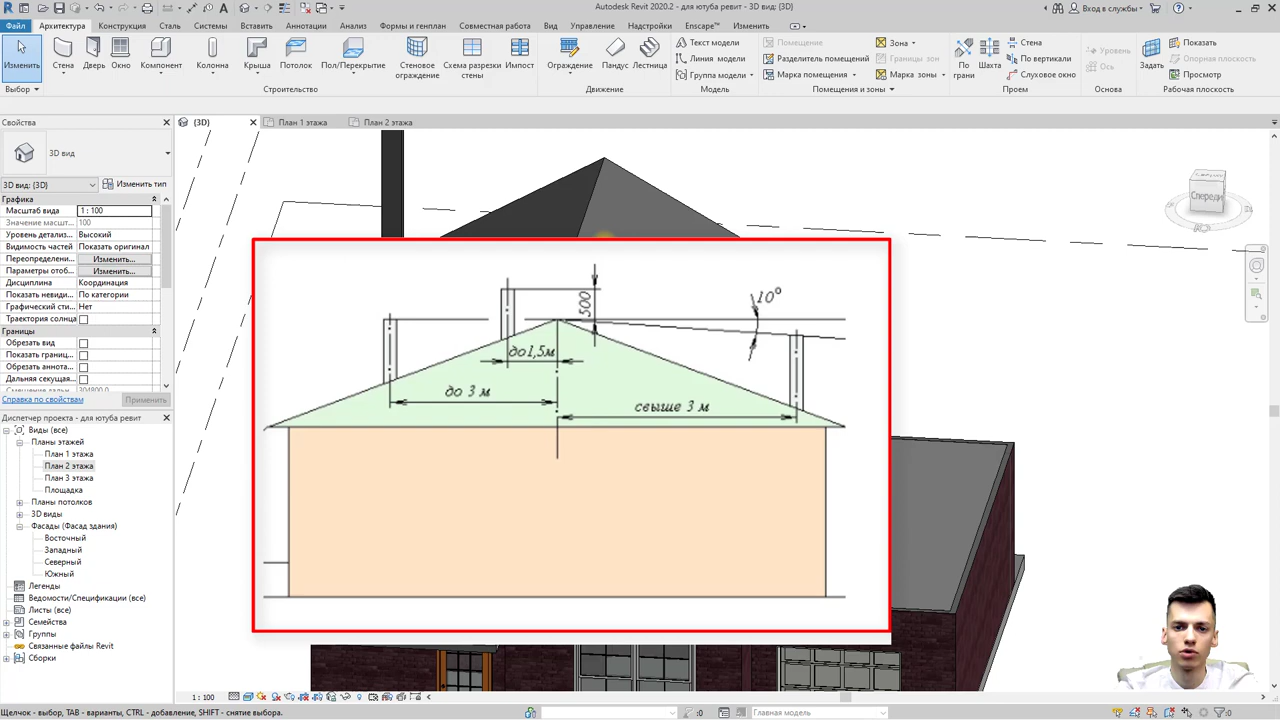 Autodesk Revit 2020.2 - для ютуба ревит - 3D вид: {3D}
Вход в службы
Файл
Архитектура
Конструкция
Сталь
Системы
Вставить
Аннотации
Анализ
Формы и генплан
Совместная работа
Вид
Управление
Надстройки
Enscape™
Изменить
Изменить
Стена
Дверь
Окно
Компонент
Колонна
Крыша
Потолок
Пол/Перекрытие
Стеновое ограждение
Схема разрезки стены
Импост
Ограждение
Пандус
Лестница
Текст модели
Линия модели
Группа модели
Помещение
Разделитель помещений
Марка помещения
Зона
Границы зон
Марка зоны
По грани
Шахта
Стена
По вертикали
Слуховое окно
Уровень
Ось
Задать
Показать
Опорная плоскость
Просмотр
Выбор
Строительство
Движение
Модель
Помещения и зоны
Проем
Основа
Рабочая плоскость
Свойства
{3D}
План 1 этажа
План 2 этажа
3D вид
3D вид: {3D}
Изменить тип
Графика
Масштаб вида 1 : 100
Значение масшт... 100
Уровень детализ... Высокий
Видимость частей Показать оригинал
Переопределени... Изменить...
Параметры отоб... Изменить...
Дисциплина Координация
Показать невиди... По категории
Графический сти... Нет
Траектория солнца
Границы
Обрезать вид
Показать границ...
Обрезать аннота...
Дальняя секущая...
304800.0
Справка по свойствам
Применить
Диспетчер проекта - для ютуба ревит
Виды (все)
Планы этажей
План 1 этажа
План 2 этажа
План 3 этажа
Площадка
Планы потолков
3D виды
Фасады (Фасад здания)
Восточный
Западный
Северный
Южный
Легенды
Ведомости/Спецификации (все)
Листы (все)
Семейства
Группы
Связанные файлы Revit
Сборки
Спереди
500
10°
до1,5м
до 3 м
свыше 3 м
1 : 100
Щелчок - выбор, TAB - варианты, CTRL - добавление, SHIFT - снятие выбора.
:0
Главная модель
:0